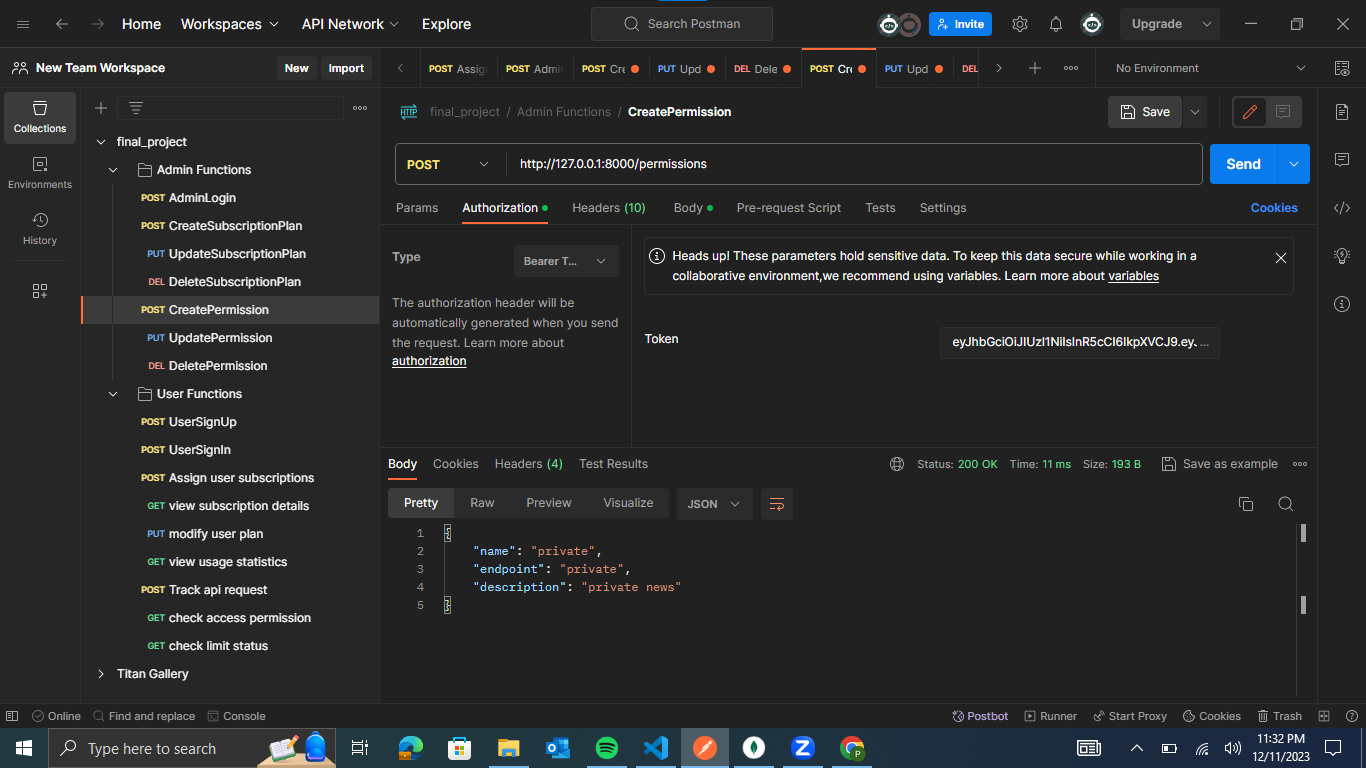 Home Workspaces API Network Explore Search Postman Invite Upgrade
New Team Workspace New Import
POST Assig POST Admi POST Cre PUT Upd DEL Dele POST Cr PUT Upd DEL No Environment
Collections
Environments
History
final_project
Admin Functions
POST AdminLogin
POST CreateSubscriptionPlan
PUT UpdateSubscriptionPlan
DEL DeleteSubscriptionPlan
POST CreatePermission
PUT UpdatePermission
DEL DeletePermission
User Functions
POST UserSignUp
POST UserSignIn
POST Assign user subscriptions
GET view subscription details
PUT modify user plan
GET view usage statistics
POST Track api request
GET check access permission
GET check limit status
Titan Gallery
HTTP final_project / Admin Functions / CreatePermission Save
POST http://127.0.0.1:8000/permissions Send
Params Authorization Headers (10) Body Pre-request Script Tests Settings Cookies
Type Bearer T...
The authorization header will be
automatically generated when you send
the request. Learn more about
authorization
Heads up! These parameters hold sensitive data. To keep this data secure while working in a
collaborative environment,we recommend using variables. Learn more about variables
Token
Body Cookies Headers (4) Test Results Status: 200 OK Time: 11 ms Size: 193 B Save as example
Pretty Raw Preview Visualize JSON
1 {
2 "name": "private",
3 "endpoint": "private",
4 "description": "private news"
5 }
Online Find and replace Console Postbot Runner Start Proxy Cookies Trash
Type here to search
11:32 PM
12/11/2023